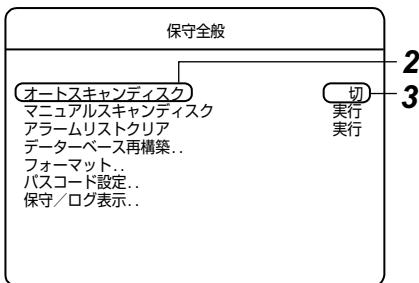 保守全般
オートスキャンディスク 切
マニュアルスキャンディスク 実行
アラームリストクリア 実行
データーベース再構築..
フォーマット..
パスコード設定..
保守／ログ表示..
2
3